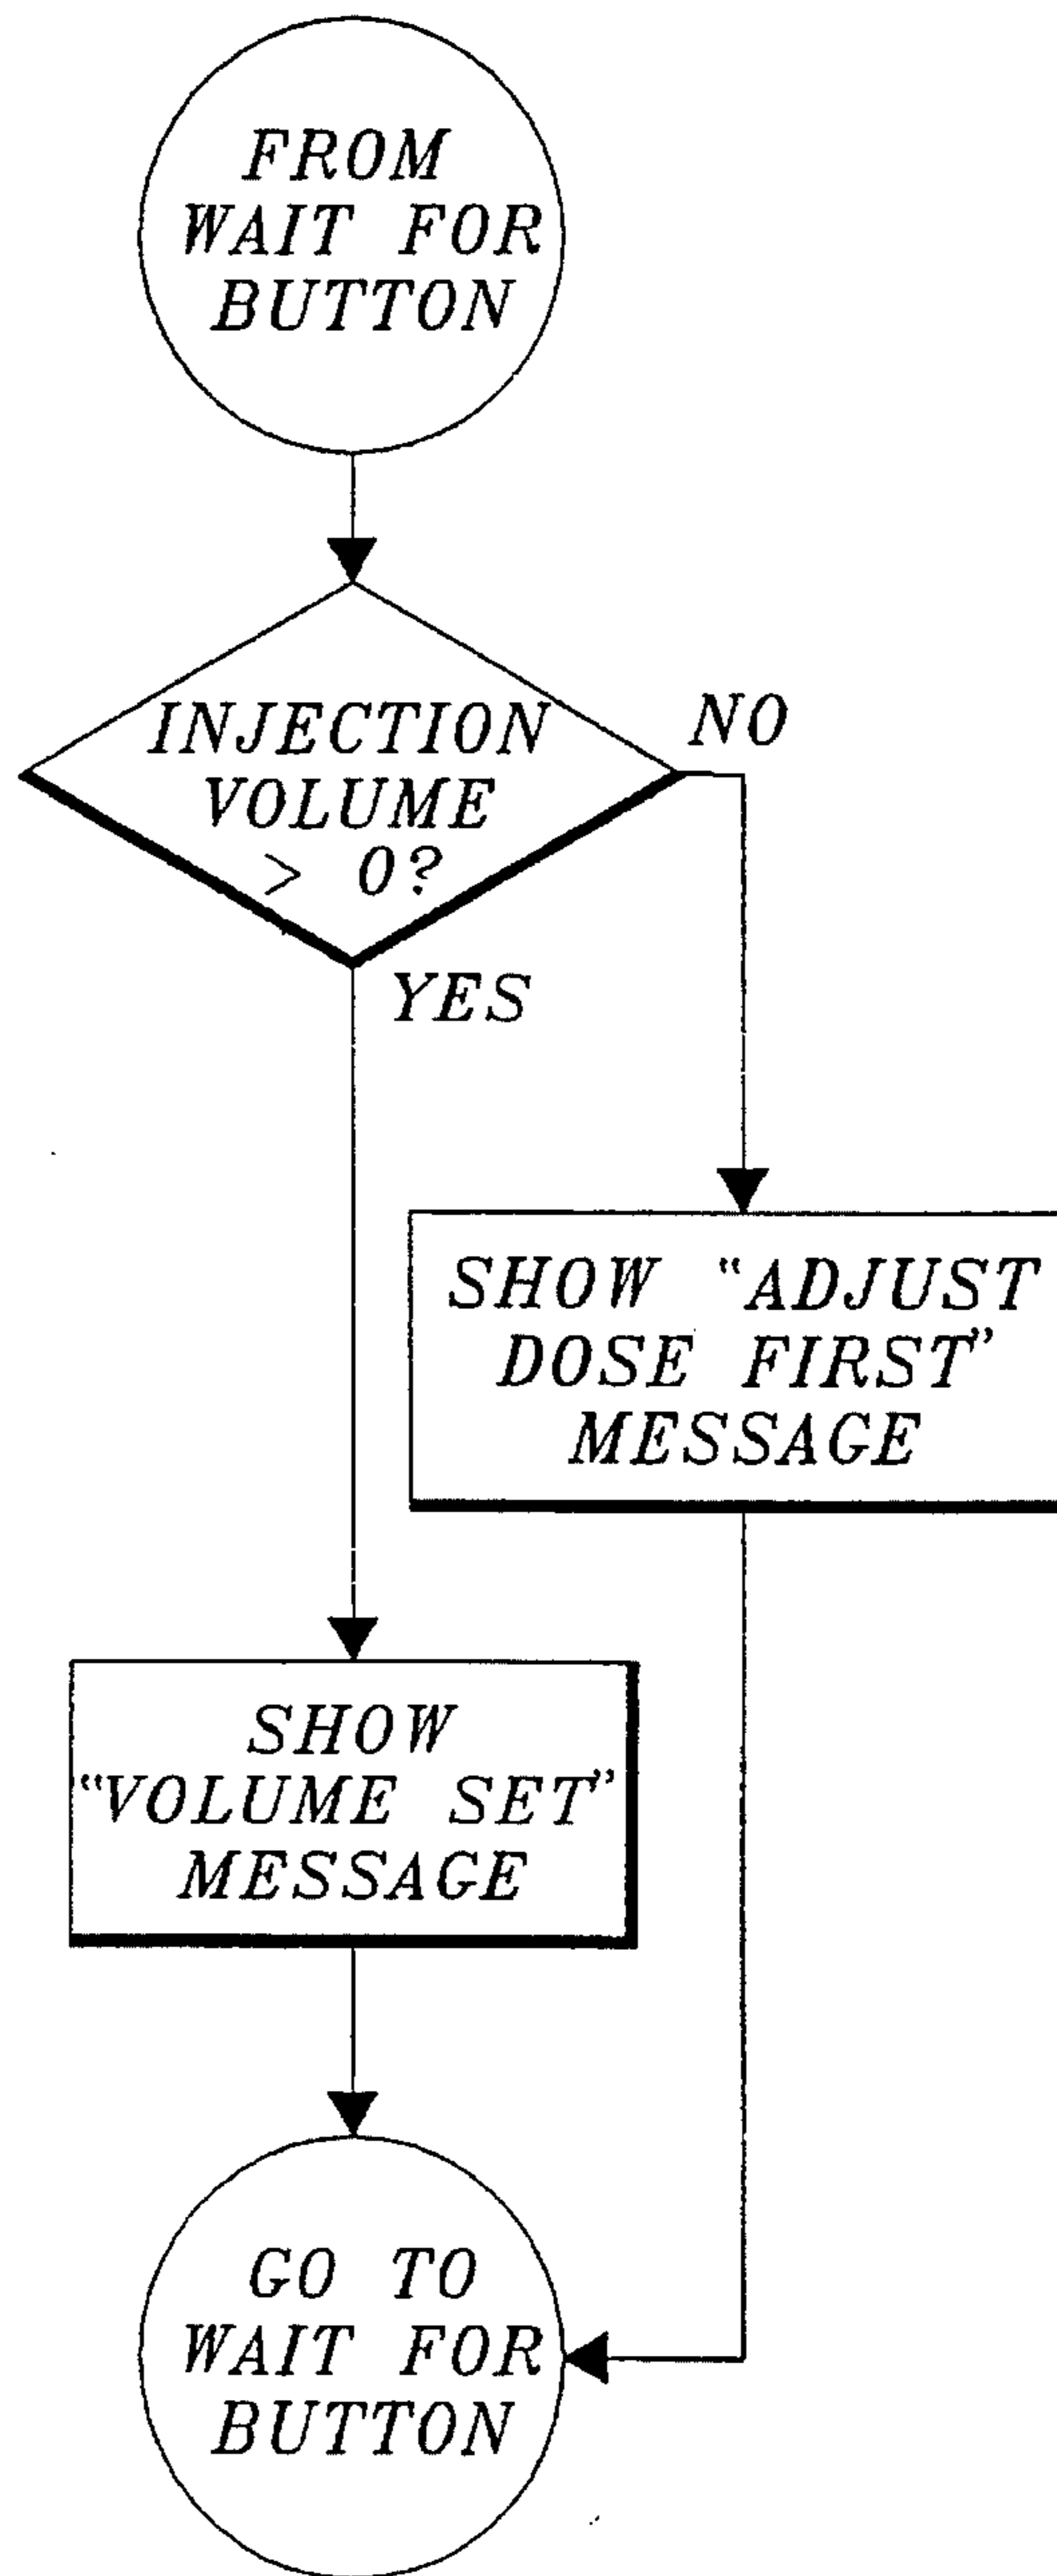 FROM
WAIT FOR
BUTTON
INJECTION
VOLUME
> 0?
NO
YES
SHOW “ADJUST
DOSE FIRST”
MESSAGE
SHOW
“VOLUME SET”
MESSAGE
GO TO
WAIT FOR
BUTTON